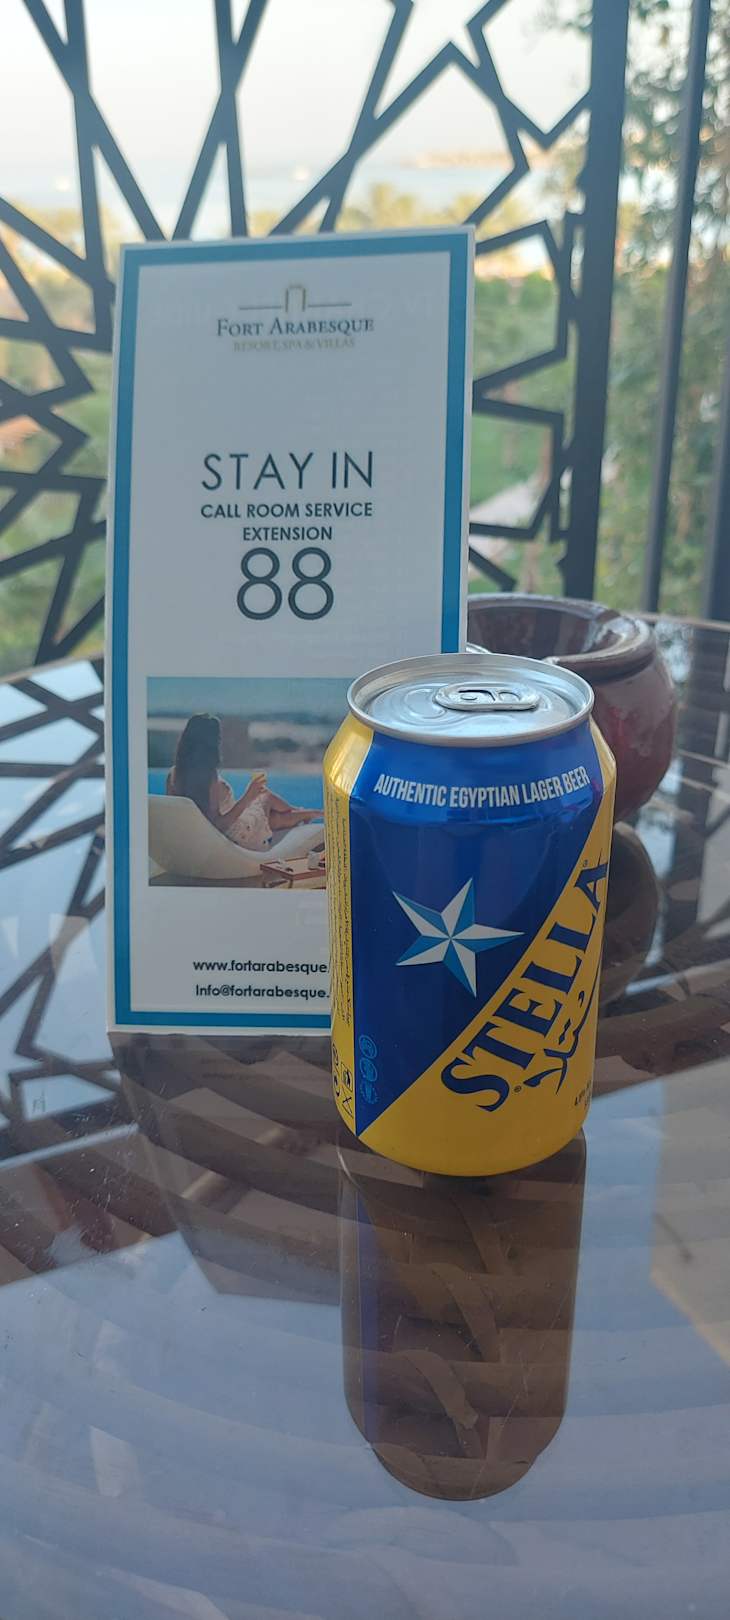 FORT ARABESQUE
RESORT, SPA & VILLAS
STAY IN
CALL ROOM SERVICE
EXTENSION
88
www.fortarabesque.
Info@fortarabesque.
AUTHENTIC EGYPTIAN LAGER BEER
STELLA